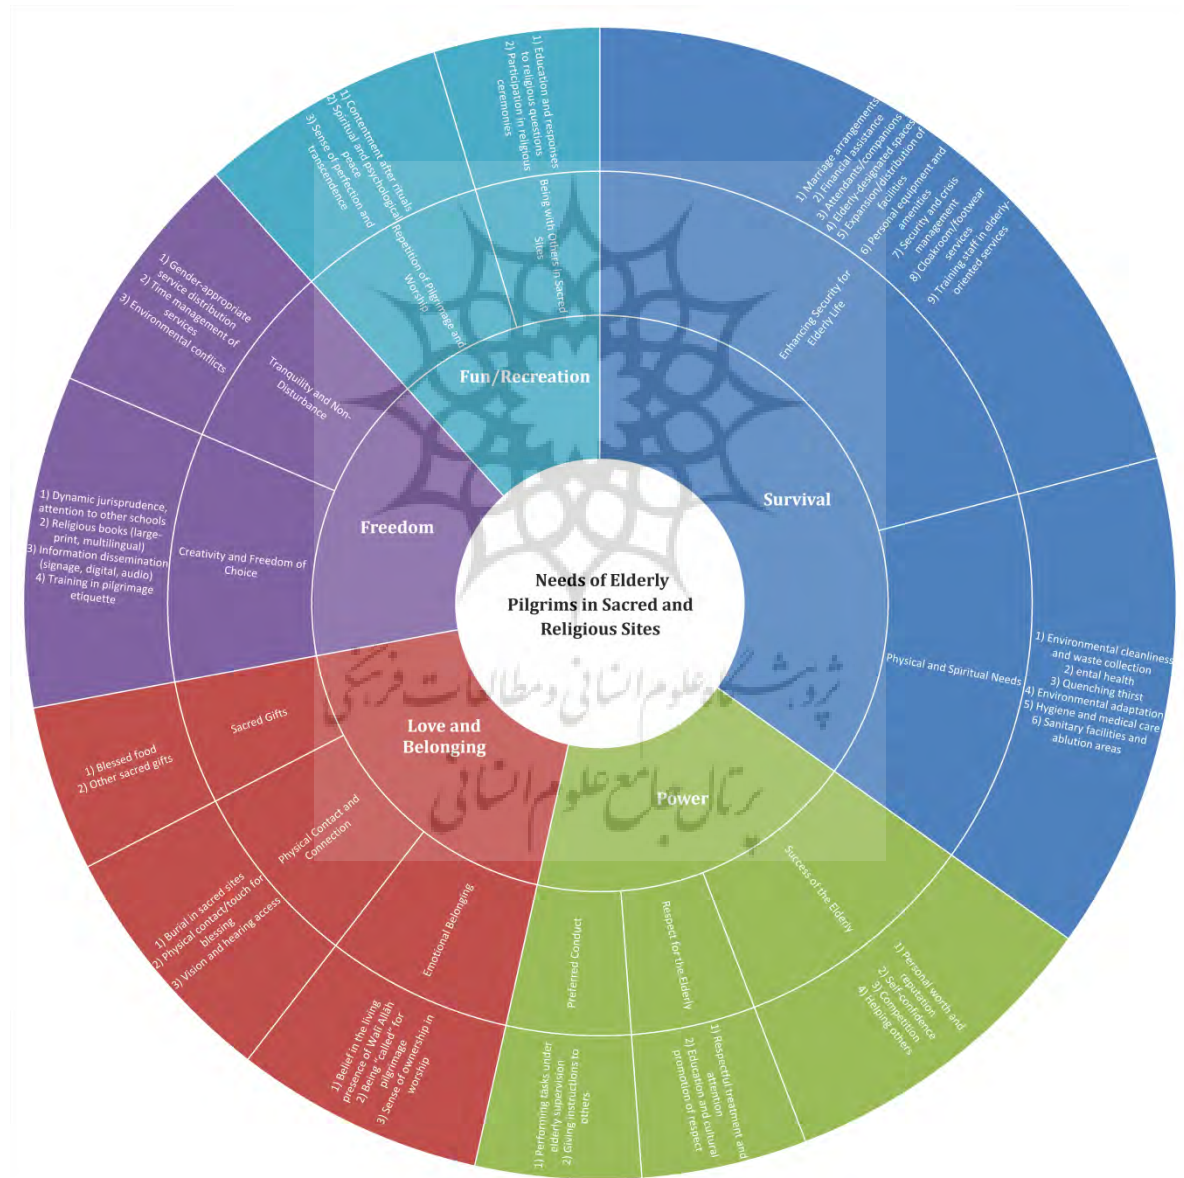 Needs of Elderly
Pilgrims in Sacred and
Religious Sites
Survival
Enhancing Security for
Elderly Life
1) Marriage arrangements
2) Financial assistance
3) Attendants/companions
4) Elderly-designated spaces
5) Expansion/distribution of
facilities
6) Personal equipment and
amenities
7) Security and crisis
management
8) Cloakroom/footwear
services
9) Training staff in elderly-
oriented services
Physical and Spiritual Needs
1) Environmental cleanliness
and waste collection
2) ental health
3) Quenching thirst
4) Environmental adaptation
5) Hygiene and medical care
6) Sanitary facilities and
ablution areas
Power
Success of the Elderly
1) Personal worth and
reputation
2) Self-confidence
3) Competition
4) Helping others
Respect for the Elderly
1) Respectful treatment and
attention
2) Education and cultural
promotion of respect
Preferred Conduct
1) Performing tasks under
elderly supervision
2) Giving instructions to
others
Love and
Belonging
Emotional Belonging
1) Belief in the living
presence of Walī Allāh
2) Being "called" for
pilgrimage
3) Sense of ownership in
worship
Physical Contact and
Connection
1) Burial in sacred sites
2) Physical contact/touch for
blessing
3) Vision and hearing access
Sacred Gifts
1) Blessed food
2) Other sacred gifts
Freedom
Creativity and Freedom of
Choice
1) Dynamic jurisprudence,
attention to other schools
2) Religious books (large-
print, multilingual)
3) Information dissemination
(signage, digital, audio)
4) Training in pilgrimage
etiquette
Tranquility and Non-
Disturbance
1) Gender-appropriate
service distribution
2) Time management of
services
3) Environmental conflicts
Fun/Recreation
Repetition of Pilgrimage and
Worship
1) Contentment after rituals
2) Spiritual and psychological
peace
3) Sense of perfection and
transcendence
Being with Others in Sacred
Sites
1) Education and responses
to religious questions
2) Participation in religious
ceremonies
پژوهشگاه علوم انسانی و مطالعات فرهنگی
پرتال جامع علوم انسانی